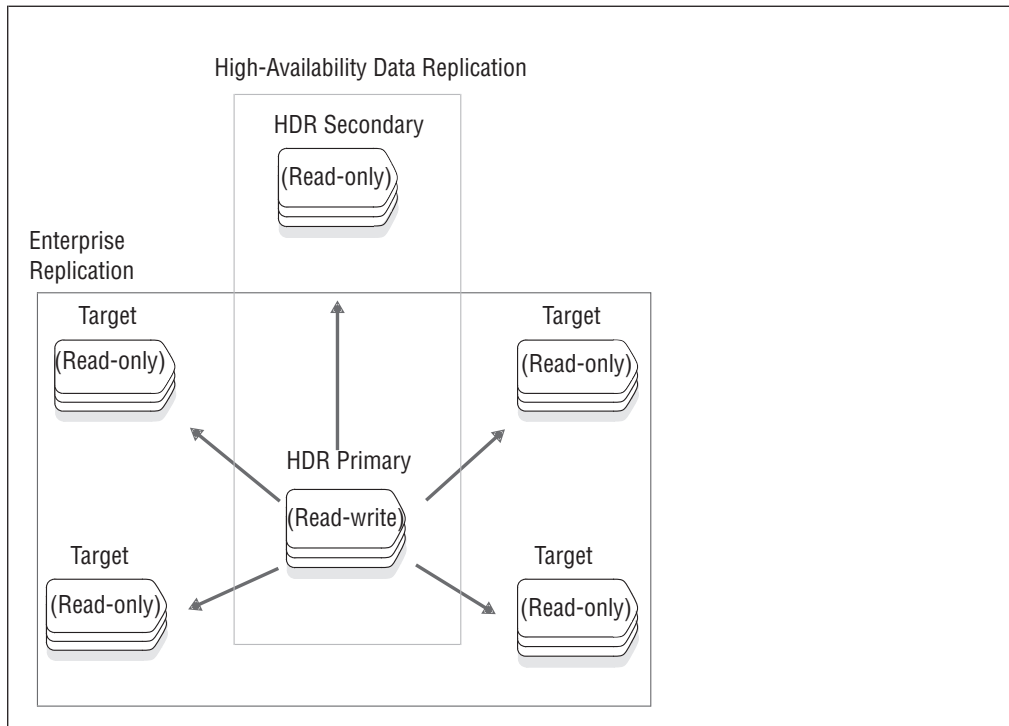 High-Availability Data Replication
HDR Secondary
(Read-only)
Enterprise
Replication
Target
(Read-only)
Target
(Read-only)
HDR Primary
(Read-write)
Target
(Read-only)
Target
(Read-only)